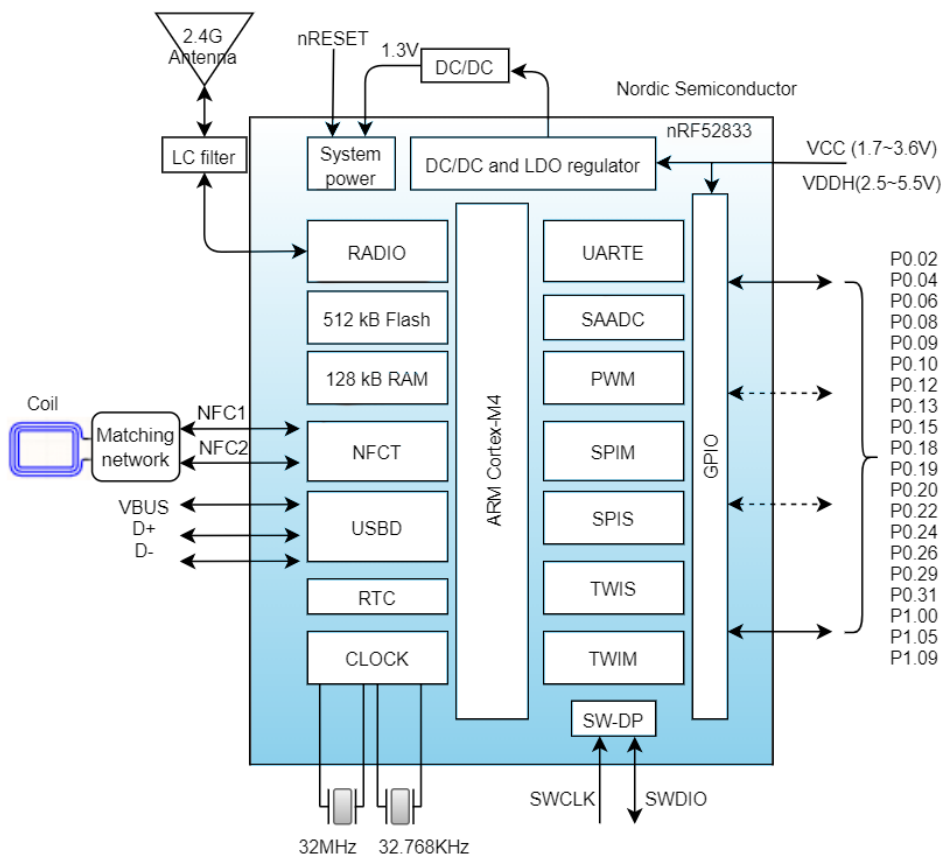 2.4G
Antenna
nRESET
1.3V
DC/DC
Nordic Semiconductor
nRF52833
LC filter
System
power
DC/DC and LDO regulator
VCC (1.7~3.6V)
VDDH(2.5~5.5V)
RADIO
512 kB Flash
128 kB RAM
NFCT
USBD
RTC
CLOCK
ARM Cortex-M4
UARTE
SAADC
PWM
SPIM
SPIS
TWIS
TWIM
SW-DP
GPIO
Coil
Matching
network
NFC1
NFC2
VBUS
D+
D-
P0.02
P0.04
P0.06
P0.08
P0.09
P0.10
P0.12
P0.13
P0.15
P0.18
P0.19
P0.20
P0.22
P0.24
P0.26
P0.29
P0.31
P1.00
P1.05
P1.09
SWCLK
SWDIO
32MHz
32.768KHz